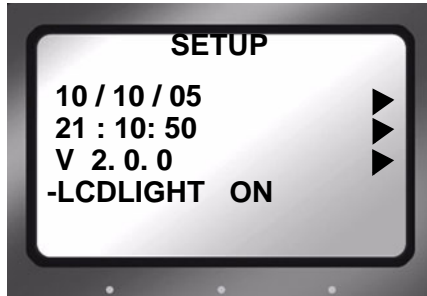 SETUP
10 / 10 / 05
21 : 10: 50
V 2. 0. 0
-LCDLIGHT ON